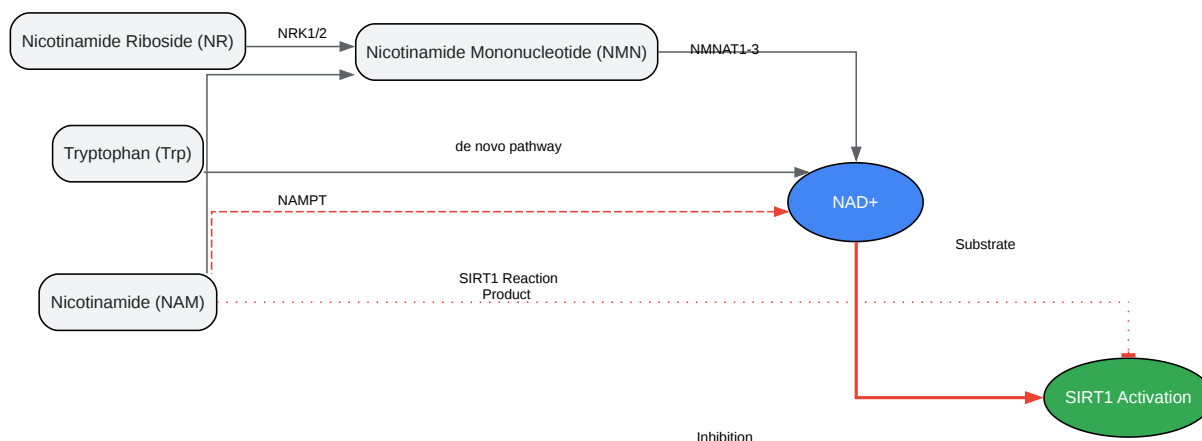 Nicotinamide Riboside (NR)
NRK1/2
Nicotinamide Mononucleotide (NMN)
NMNAT1-3
Tryptophan (Trp)
de novo pathway
NAMPT
NAD+
Substrate
Nicotinamide (NAM)
SIRT1 Reaction
Product
SIRT1 Activation
Inhibition